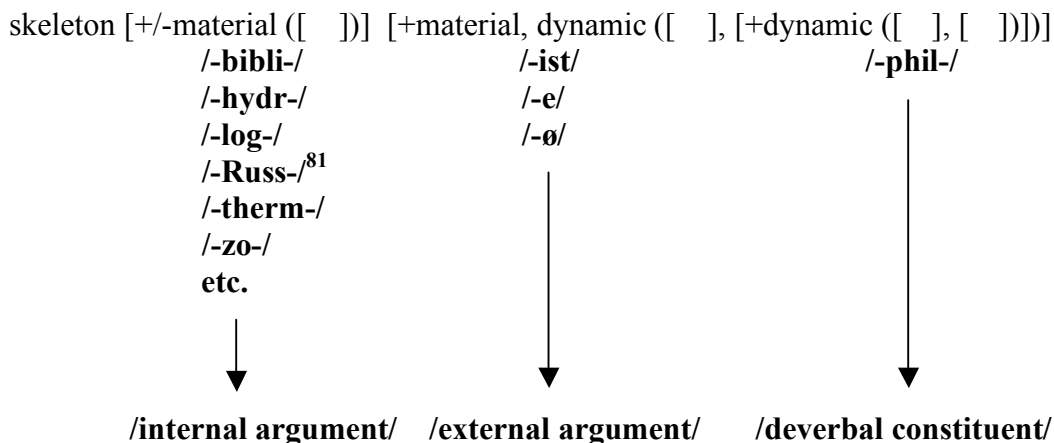 skeleton [+/-material ([ ])] [+material, dynamic ([ ], [+dynamic ([ ], [ ])])]
/-bibli-/ /-ist/ /-phil-/
/-hydr-/ /-e/
/-log-/ /-ø/
/-Russ-/81
/-therm-/
/-zo-/
etc.
/internal argument/ /external argument/ /deverbal constituent/